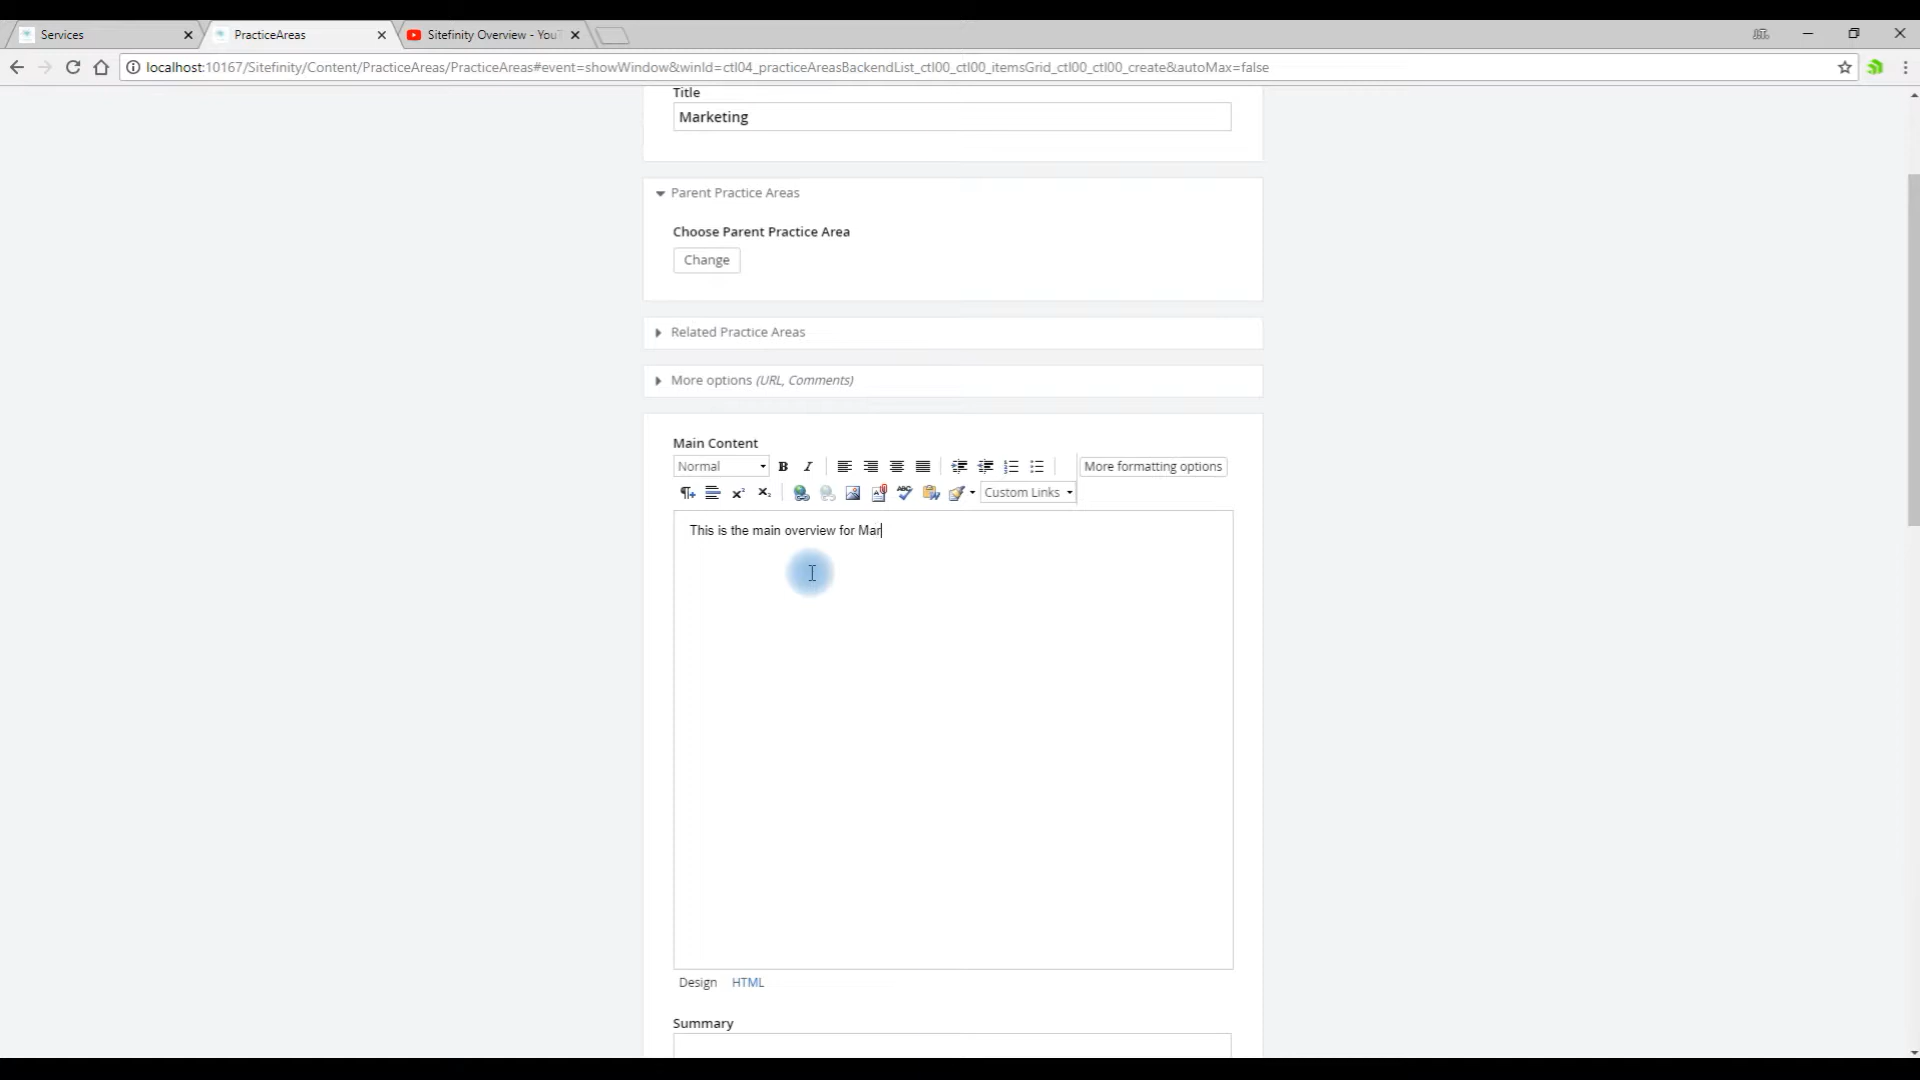 Services
PracticeAreas
Sitefinity Overview - YouT
localhost:10167/Sitefinity/Content/PracticeAreas/PracticeAreas#event=showWindow&winId=ctl04_practiceAreasBackendList_ctl00_ctl00_itemsGrid_ctl00_ctl00_create&autoMax=false
Title
Marketing
Parent Practice Areas
Choose Parent Practice Area
Change
Related Practice Areas
More options (URL, Comments)
Main Content
Normal B I More formatting options
Custom Links
This is the main overview for Mar
Design HTML
Summary